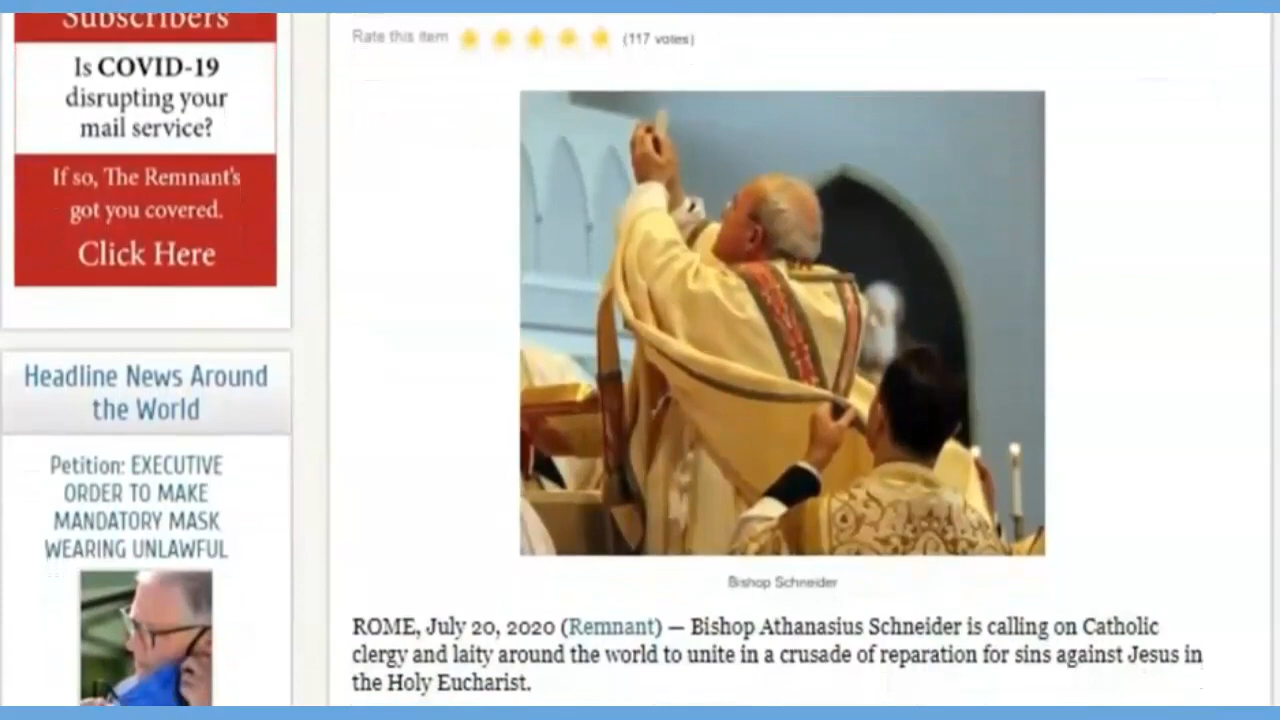 Subscribers
Is COVID-19
disrupting your
mail service?
If so, The Remnant's
got you covered.
Click Here
Headline News Around
the World
Petition: EXECUTIVE
ORDER TO MAKE
MANDATORY MASK
WEARING UNLAWFUL
Rate this item
(117 votes)
Bishop Schneider
ROME, July 20, 2020 (Remnant) — Bishop Athanasius Schneider is calling on Catholic
clergy and laity around the world to unite in a crusade of reparation for sins against Jesus in
the Holy Eucharist.